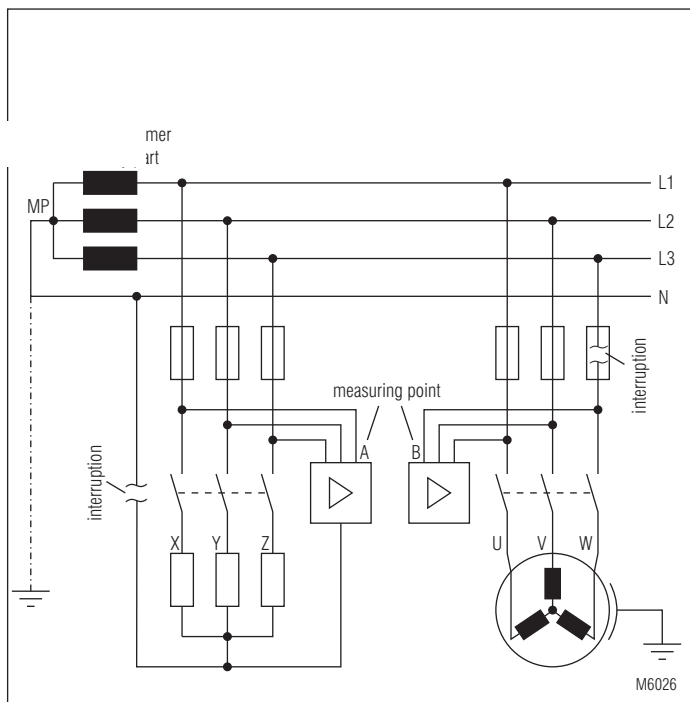 MP
L1
L2
L3
N
interruption
measuring point
A
B
interruption
X
Y
Z
U
V
W
M6026